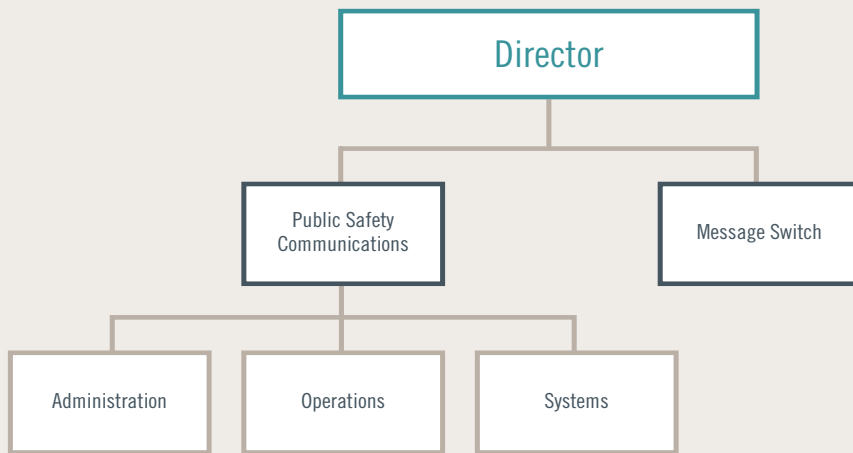 Director
Public Safety
Communications
Message Switch
Administration
Operations
Systems